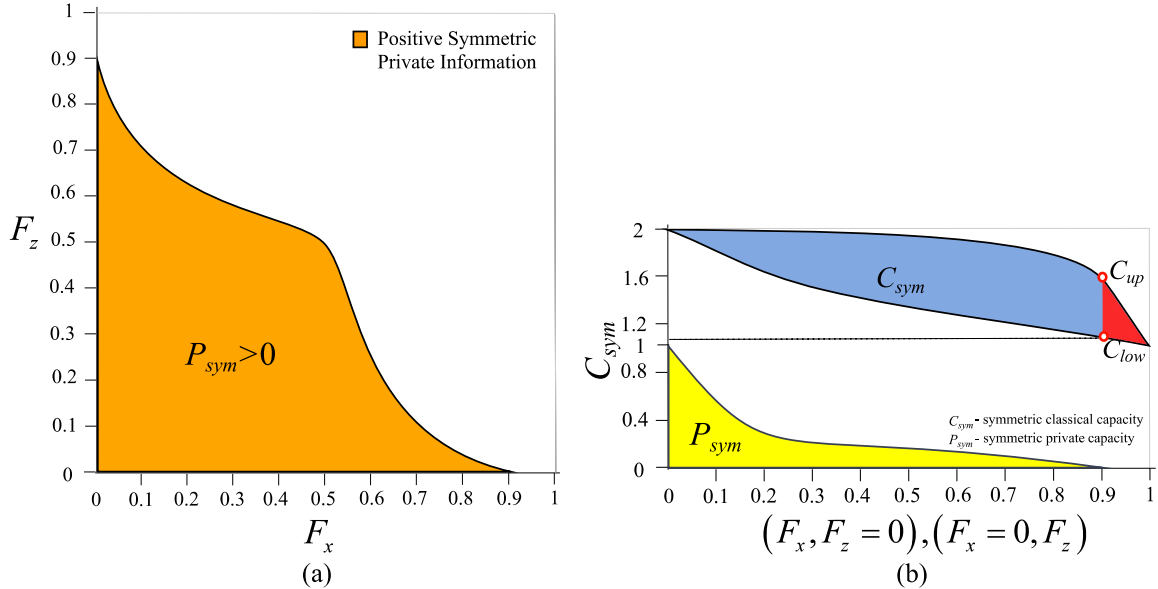 1
0.9
0.8
0.7
0.6
0.5
0.4
0.3
0.2
0.1
0
F_z
Positive Symmetric
Private Information
P_sym>0
0 0.1 0.2 0.3 0.4 0.5 0.6 0.7 0.8 0.9 1
F_x
(a)
2
1.6
1.2
1
0.8
0.4
0
C_sym
C_sym
C_up
C_low
P_sym
C_sym- symmetric classical capacity
P_sym- symmetric private capacity
0 0.1 0.2 0.3 0.4 0.5 0.6 0.7 0.8 0.9 1
(F_x, F_z = 0), (F_x = 0, F_z)
(b)